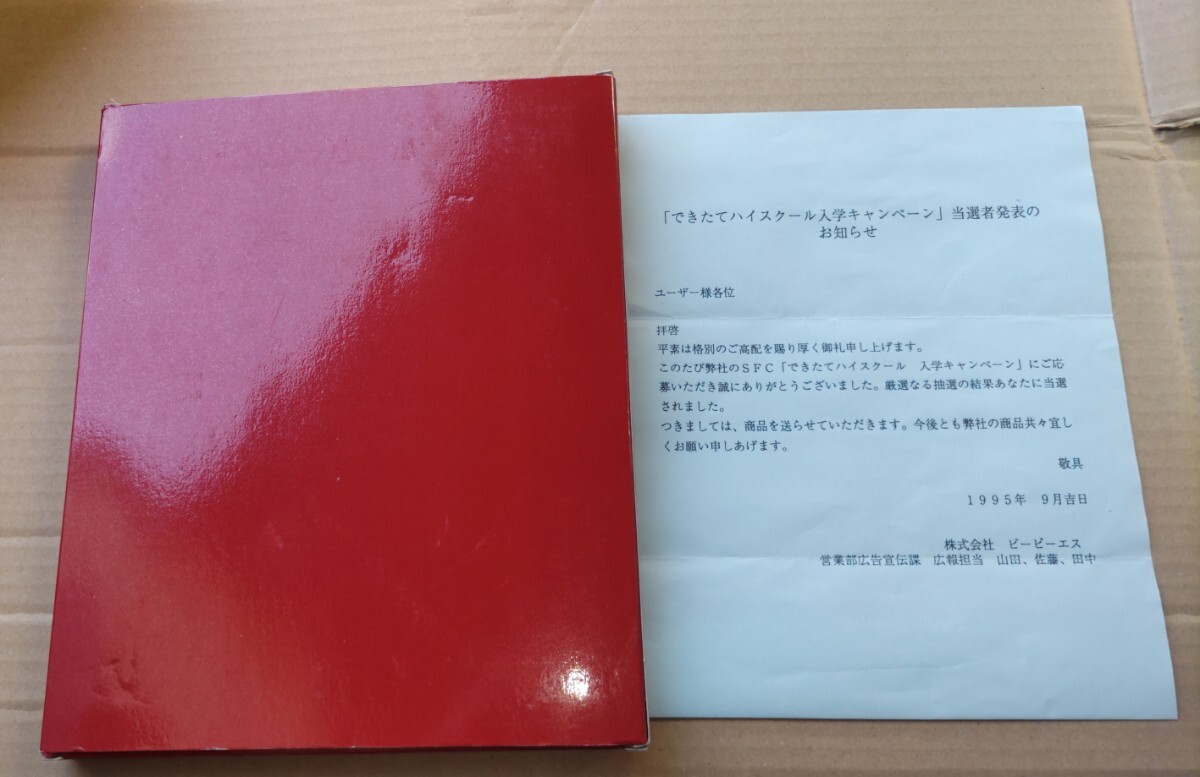 「できたてハイスクール入学キャンペーン」当選者発表の
お知らせ
ユーザー様各位
拝啓
平素は格別のご高配を賜り厚く御礼申し上げます。
このたび弊社のSFC「できたてハイスクール 入学キャンペーン」にご応
募いただき誠にありがとうございました。厳選なる抽選の結果あなたに当選
されました。
つきましては、商品を送らせていただきます。今後とも弊社の商品共々宜し
くお願い申しあげます。
敬具
1995年 9月吉日
株式会社 ビーピーエス
営業部広告宣伝課 広報担当 山田、佐藤、田中